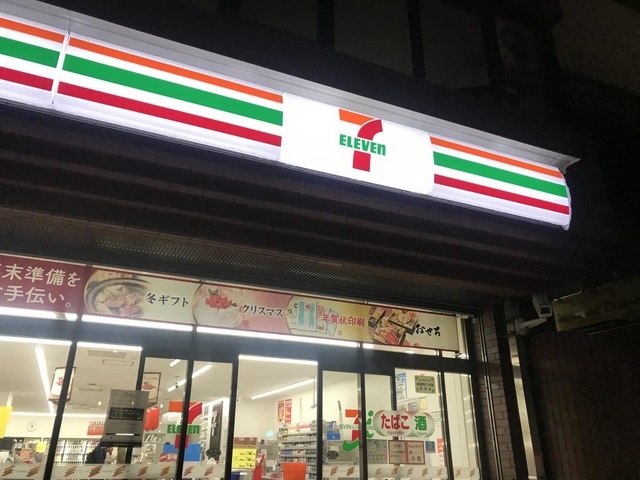 7
ELEVEn
末準備を
手伝い。
冬ギフト
クリスマス
年賀状印刷
おせち
ELEVEn
たばこ 酒